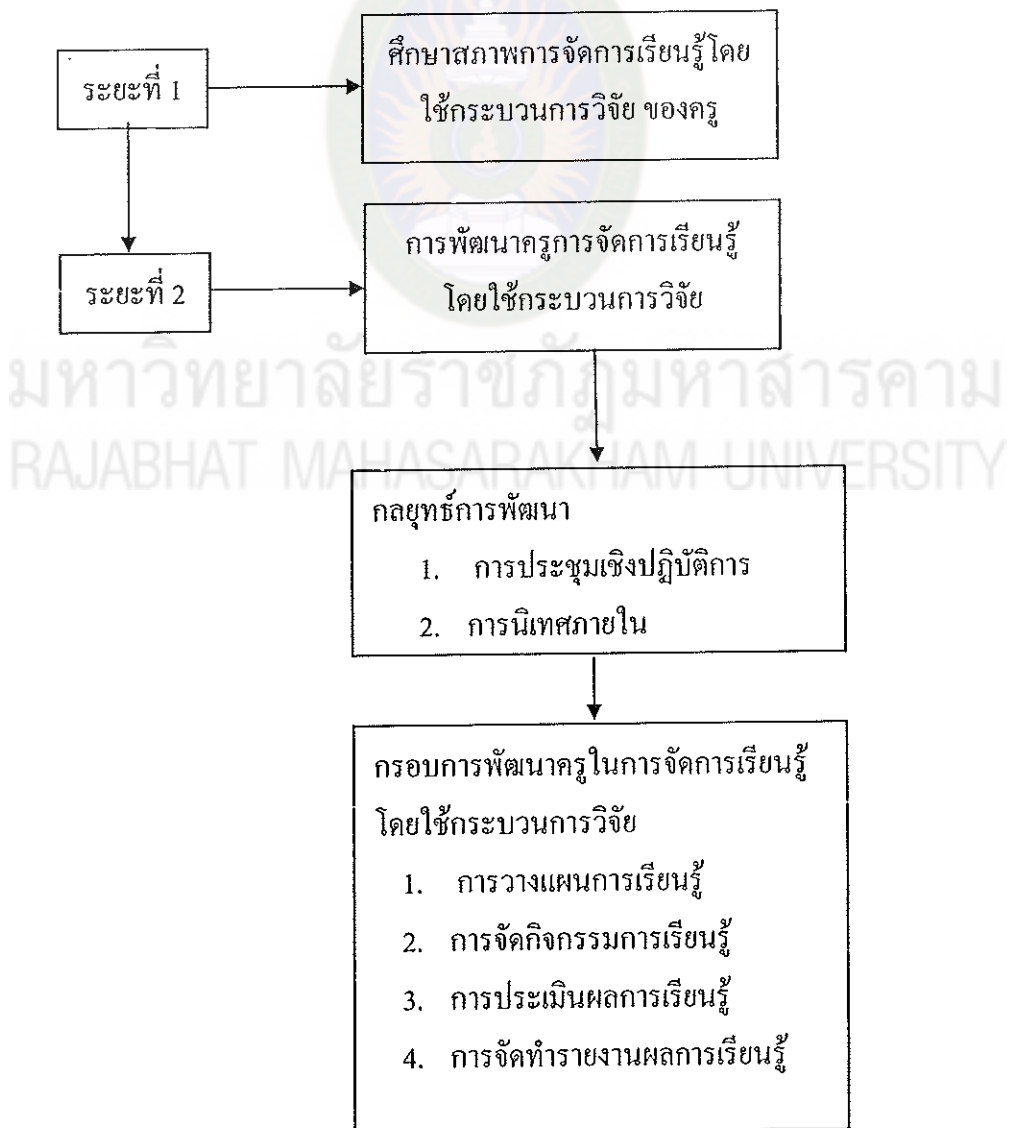 ระยะที่ 1
ศึกษาสภาพการจัดการเรียนรู้โดย
ใช้กระบวนการวิจัย ของครู
ระยะที่ 2
การพัฒนาครูการจัดการเรียนรู้
โดยใช้กระบวนการวิจัย
มหาวิทยาลัยราชภัฏมหาสารคาม
RAJABHAT MAHASARAKHAM UNIVERSITY
กลยุทธ์การพัฒนา
1. การประชุมเชิงปฏิบัติการ
2. การนิเทศภายใน
กรอบการพัฒนาครูในการจัดการเรียนรู้
โดยใช้กระบวนการวิจัย
1. การวางแผนการเรียนรู้
2. การจัดกิจกรรมการเรียนรู้
3. การประเมินผลการเรียนรู้
4. การจัดทำรายงานผลการเรียนรู้